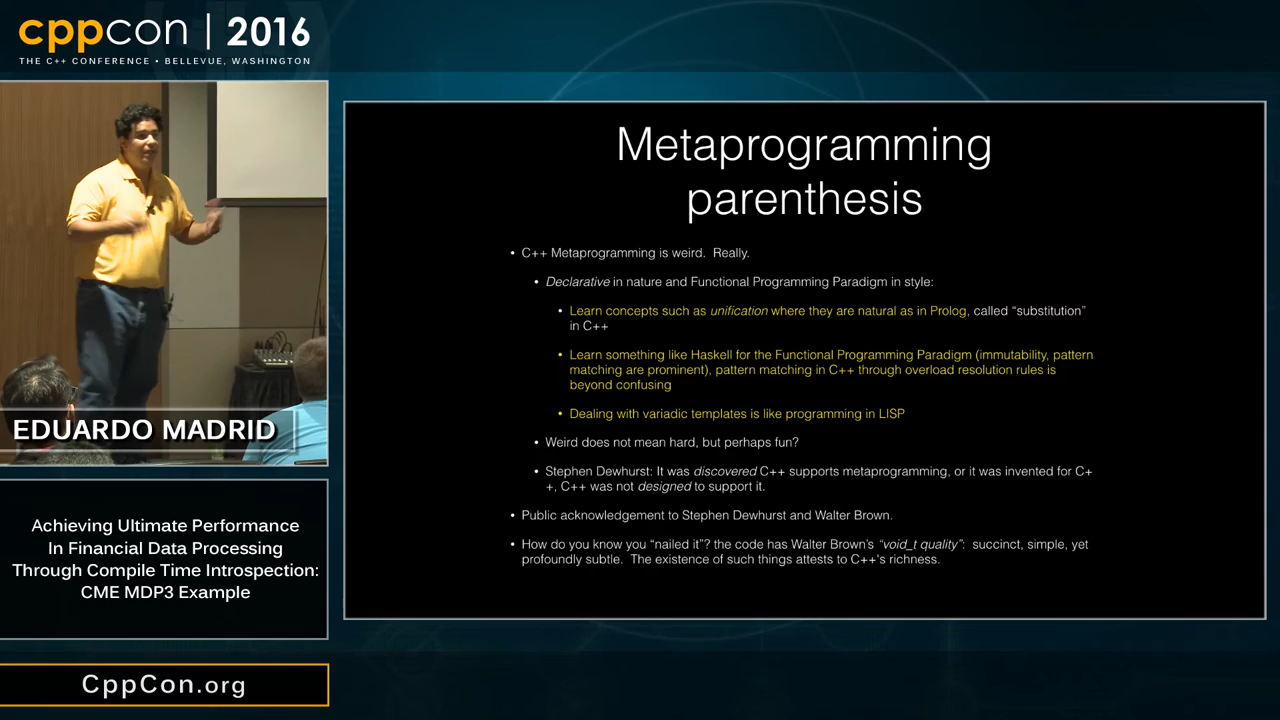 cppcon | 2016
THE C++ CONFERENCE • BELLEVUE, WASHINGTON
EDUARDO MADRID
Achieving Ultimate Performance
In Financial Data Processing
Through Compile Time Introspection:
CME MDP3 Example
CppCon.org
Metaprogramming
parenthesis
• C++ Metaprogramming is weird. Really.
• Declarative in nature and Functional Programming Paradigm in style:
• Learn concepts such as unification where they are natural as in Prolog, called “substitution”
in C++
• Learn something like Haskell for the Functional Programming Paradigm (immutability, pattern
matching are prominent), pattern matching in C++ through overload resolution rules is
beyond confusing
• Dealing with variadic templates is like programming in LISP
• Weird does not mean hard, but perhaps fun?
• Stephen Dewhurst: It was discovered C++ supports metaprogramming, or it was invented for C+
+, C++ was not designed to support it.
• Public acknowledgement to Stephen Dewhurst and Walter Brown.
• How do you know you “nailed it”? the code has Walter Brown’s “void_t quality”: succinct, simple, yet
profoundly subtle. The existence of such things attests to C++’s richness.